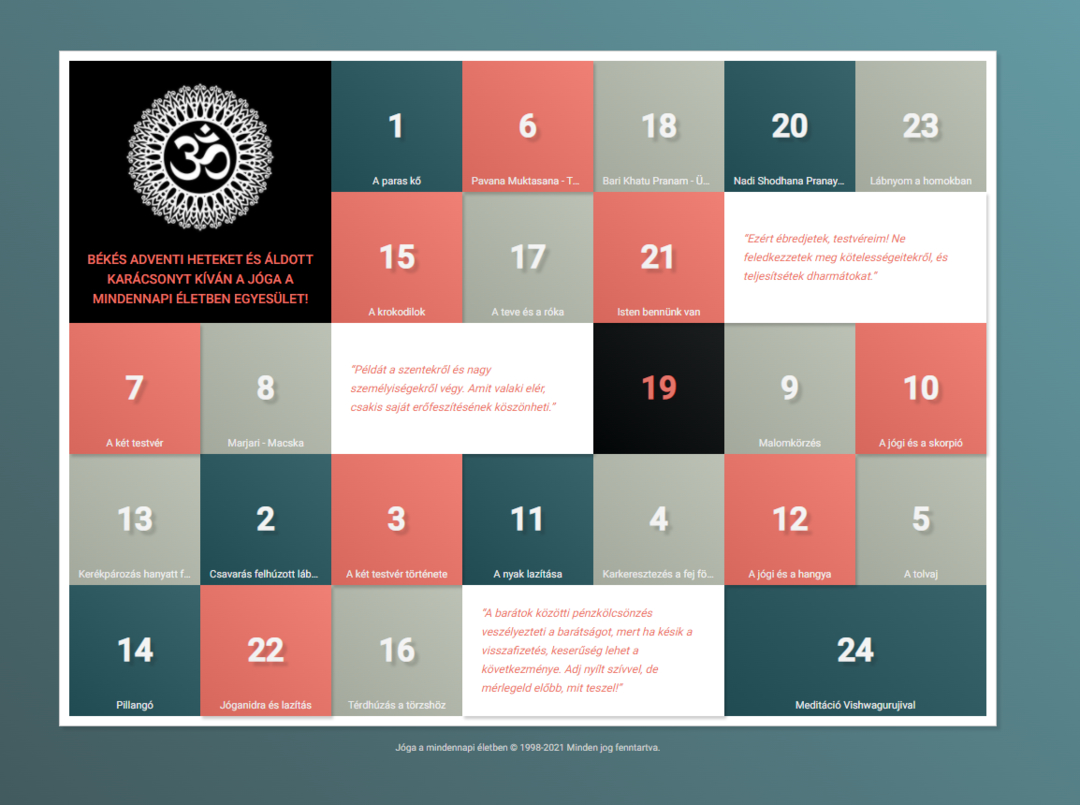 ॐ
BÉKÉS ADVENTI HETEKET ÉS ÁLDOTT
KARÁCSONYT KÍVÁN A JÓGA A
MINDENNAPI ÉLETBEN EGYESÜLET!
1
A paras kő
6
Pavana Muktasana - T...
18
Bari Khatu Pranam - Ü...
20
Nadi Shodhana Pranay...
23
Lábnyom a homokban
15
A krokodilok
17
A teve és a róka
21
Isten bennünk van
"Ezért ébredjetek, testvéreim! Ne
feledkezzetek meg kötelességeitekről, és
teljesítsétek dharmátokat."
7
A két testvér
8
Marjari - Macska
"Példát a szentekről és nagy
személyiségekről végy. Amit valaki elér,
csakis saját erőfeszítésének köszönheti."
19
9
Malomkörzés
10
A jógi és a skorpió
13
Kerékpározás hanyatt f...
2
Csavarás felhúzott láb...
3
A két testvér története
11
A nyak lazítása
4
Karkeresztezés a fej fö...
12
A jógi és a hangya
5
A tolvaj
14
Pillangó
22
Jóganidra és lazítás
16
Térdhúzás a törzshöz
"A barátok közötti pénzkölcsönzés
veszélyezteti a barátságot, mert ha késik a
visszafizetés, keserűség lehet a
következménye. Adj nyílt szívvel, de
mérlegeld előbb, mit teszel!"
24
Meditáció Vishwagurujival
Jóga a mindennapi életben © 1998-2021 Minden jog fenntartva.